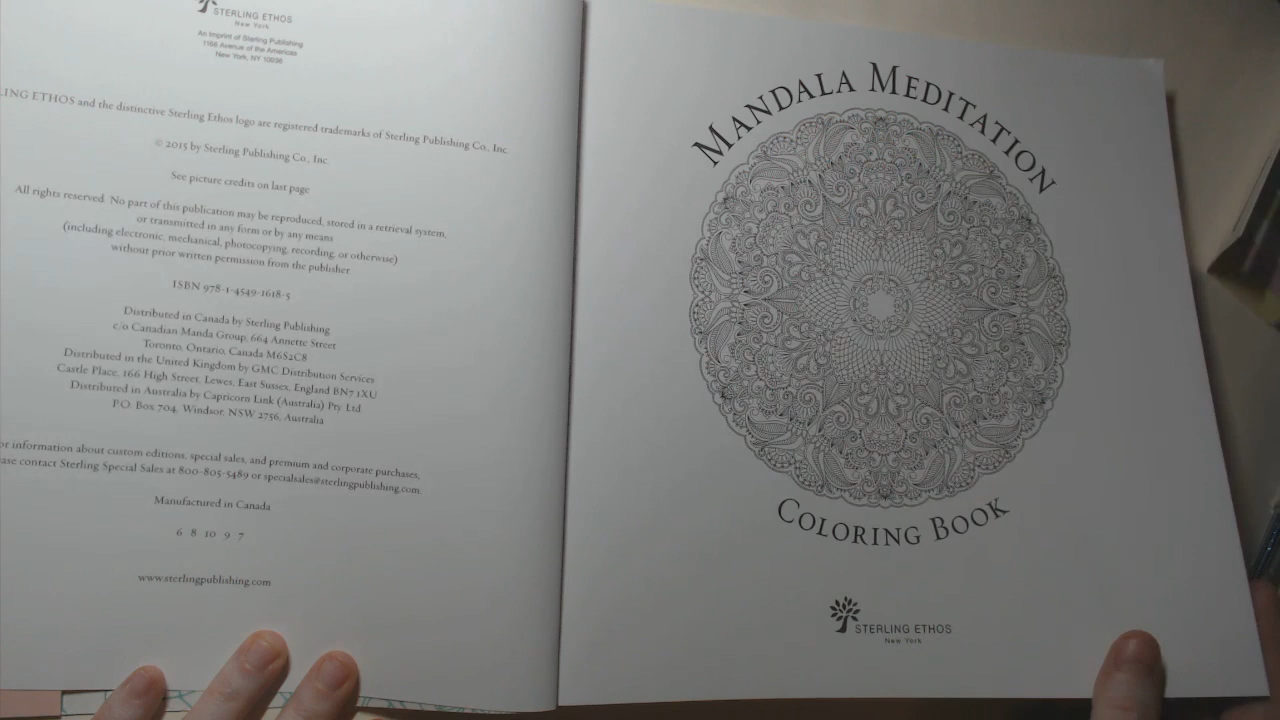 STERLING ETHOS
New York
An Imprint of Sterling Publishing
1166 Avenue of the Americas
New York, NY 10036
ETHOS and the distinctive Sterling Ethos logo are registered trademarks of Sterling Publishing Co., Inc.
© 2015 by Sterling Publishing Co., Inc.
See picture credits on last page
All rights reserved. No part of this publication may be reproduced, stored in a retrieval system,
or transmitted in any form or by any means
(including electronic, mechanical, photocopying, recording, or otherwise)
without prior written permission from the publisher
ISBN 978-1-4549-1618-5
Distributed in Canada by Sterling Publishing
c/o Canadian Manda Group, 664 Annette Street
Toronto, Ontario, Canada M6S2C8
Distributed in the United Kingdom by GMC Distribution Services
Castle Place, 166 High Street, Lewes, East Sussex, England BN7 1XU
Distributed in Australia by Capricorn Link (Australia) Pty. Ltd
P.O. Box 704, Windsor, NSW 2756, Australia
or information about custom editions, special sales, and premium and corporate purchases,
ase contact Sterling Special Sales at 800-805-5489 or specialsales@sterlingpublishing.com.
Manufactured in Canada
6 8 10 9 7
www.sterlingpublishing.com
MANDALA MEDITATION
COLORING BOOK
STERLING ETHOS
New York